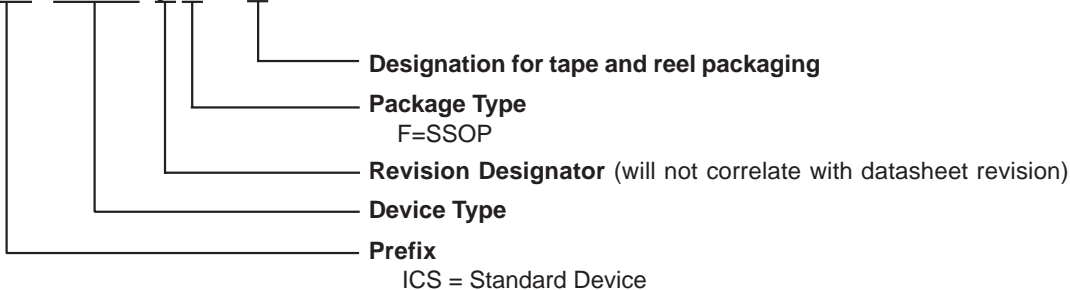 Designation for tape and reel packaging
Package Type
F=SSOP
Revision Designator (will not correlate with datasheet revision)
Device Type
Prefix
ICS = Standard Device